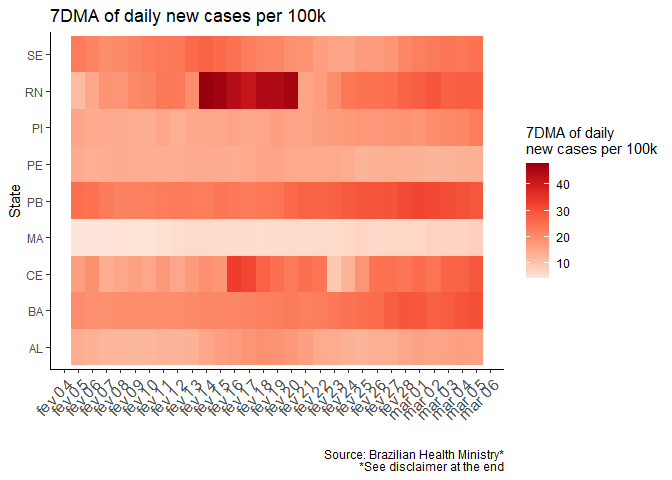 7DMA of daily new cases per 100k
State
SE
RN
PI
PE
PB
MA
CE
BA
AL
fev 04
fev 05
fev 06
fev 07
fev 08
fev 09
fev 10
fev 11
fev 12
fev 13
fev 14
fev 15
fev 16
fev 17
fev 18
fev 19
fev 20
fev 21
fev 22
fev 23
fev 24
fev 25
fev 26
fev 27
fev 28
mar 01
mar 02
mar 03
mar 04
mar 05
mar 06
7DMA of daily
new cases per 100k
40
30
20
10
Source: Brazilian Health Ministry*
*See disclaimer at the end